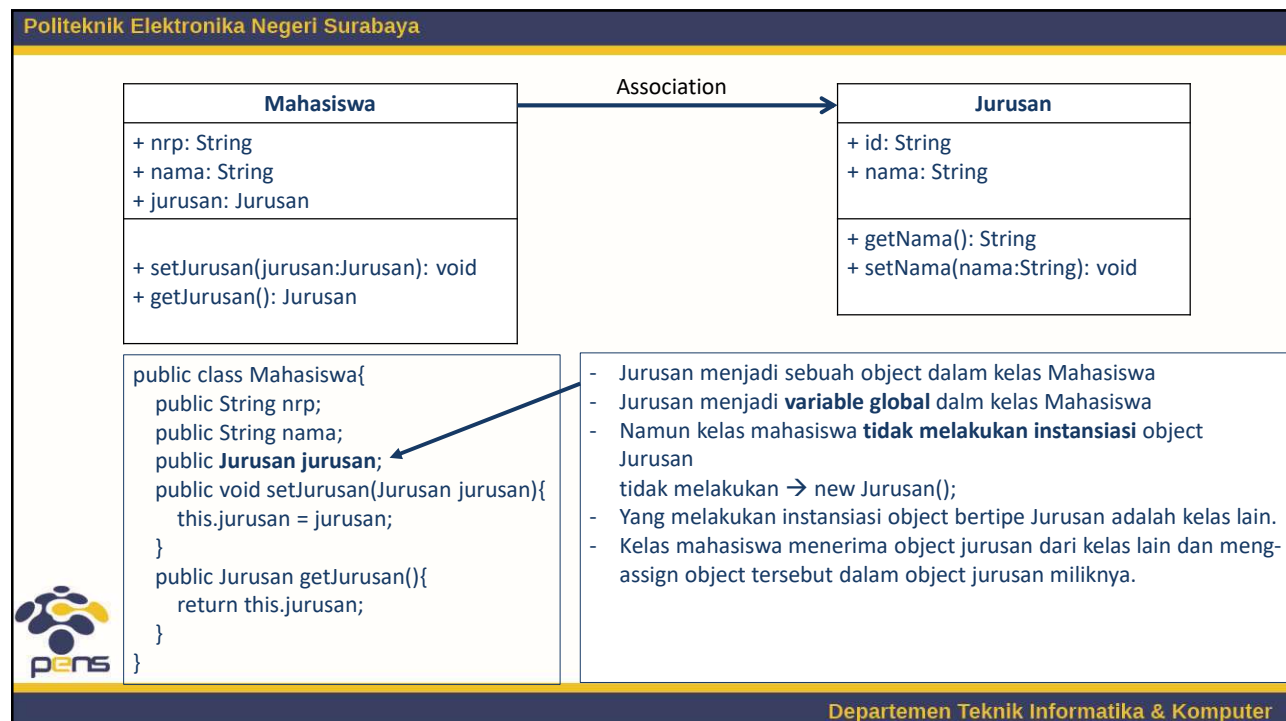 Politeknik Elektronika Negeri Surabaya
Mahasiswa
+ nrp: String
+ nama: String
+ jurusan: Jurusan
+ setJurusan(jurusan:Jurusan): void
+ getJurusan(): Jurusan
Association
Jurusan
+ id: String
+ nama: String
+ getNama(): String
+ setNama(nama:String): void
public class Mahasiswa{
public String nrp;
public String nama;
public Jurusan jurusan;
public void setJurusan(Jurusan jurusan){
this.jurusan = jurusan;
}
public Jurusan getJurusan(){
return this.jurusan;
}
}
- Jurusan menjadi sebuah object dalam kelas Mahasiswa
- Jurusan menjadi variable global dalm kelas Mahasiswa
- Namun kelas mahasiswa tidak melakukan instansiasi object
Jurusan
tidak melakukan → new Jurusan();
- Yang melakukan instansiasi object bertipe Jurusan adalah kelas lain.
- Kelas mahasiswa menerima object jurusan dari kelas lain dan meng-
assign object tersebut dalam object jurusan miliknya.
pens
Departemen Teknik Informatika & Komputer